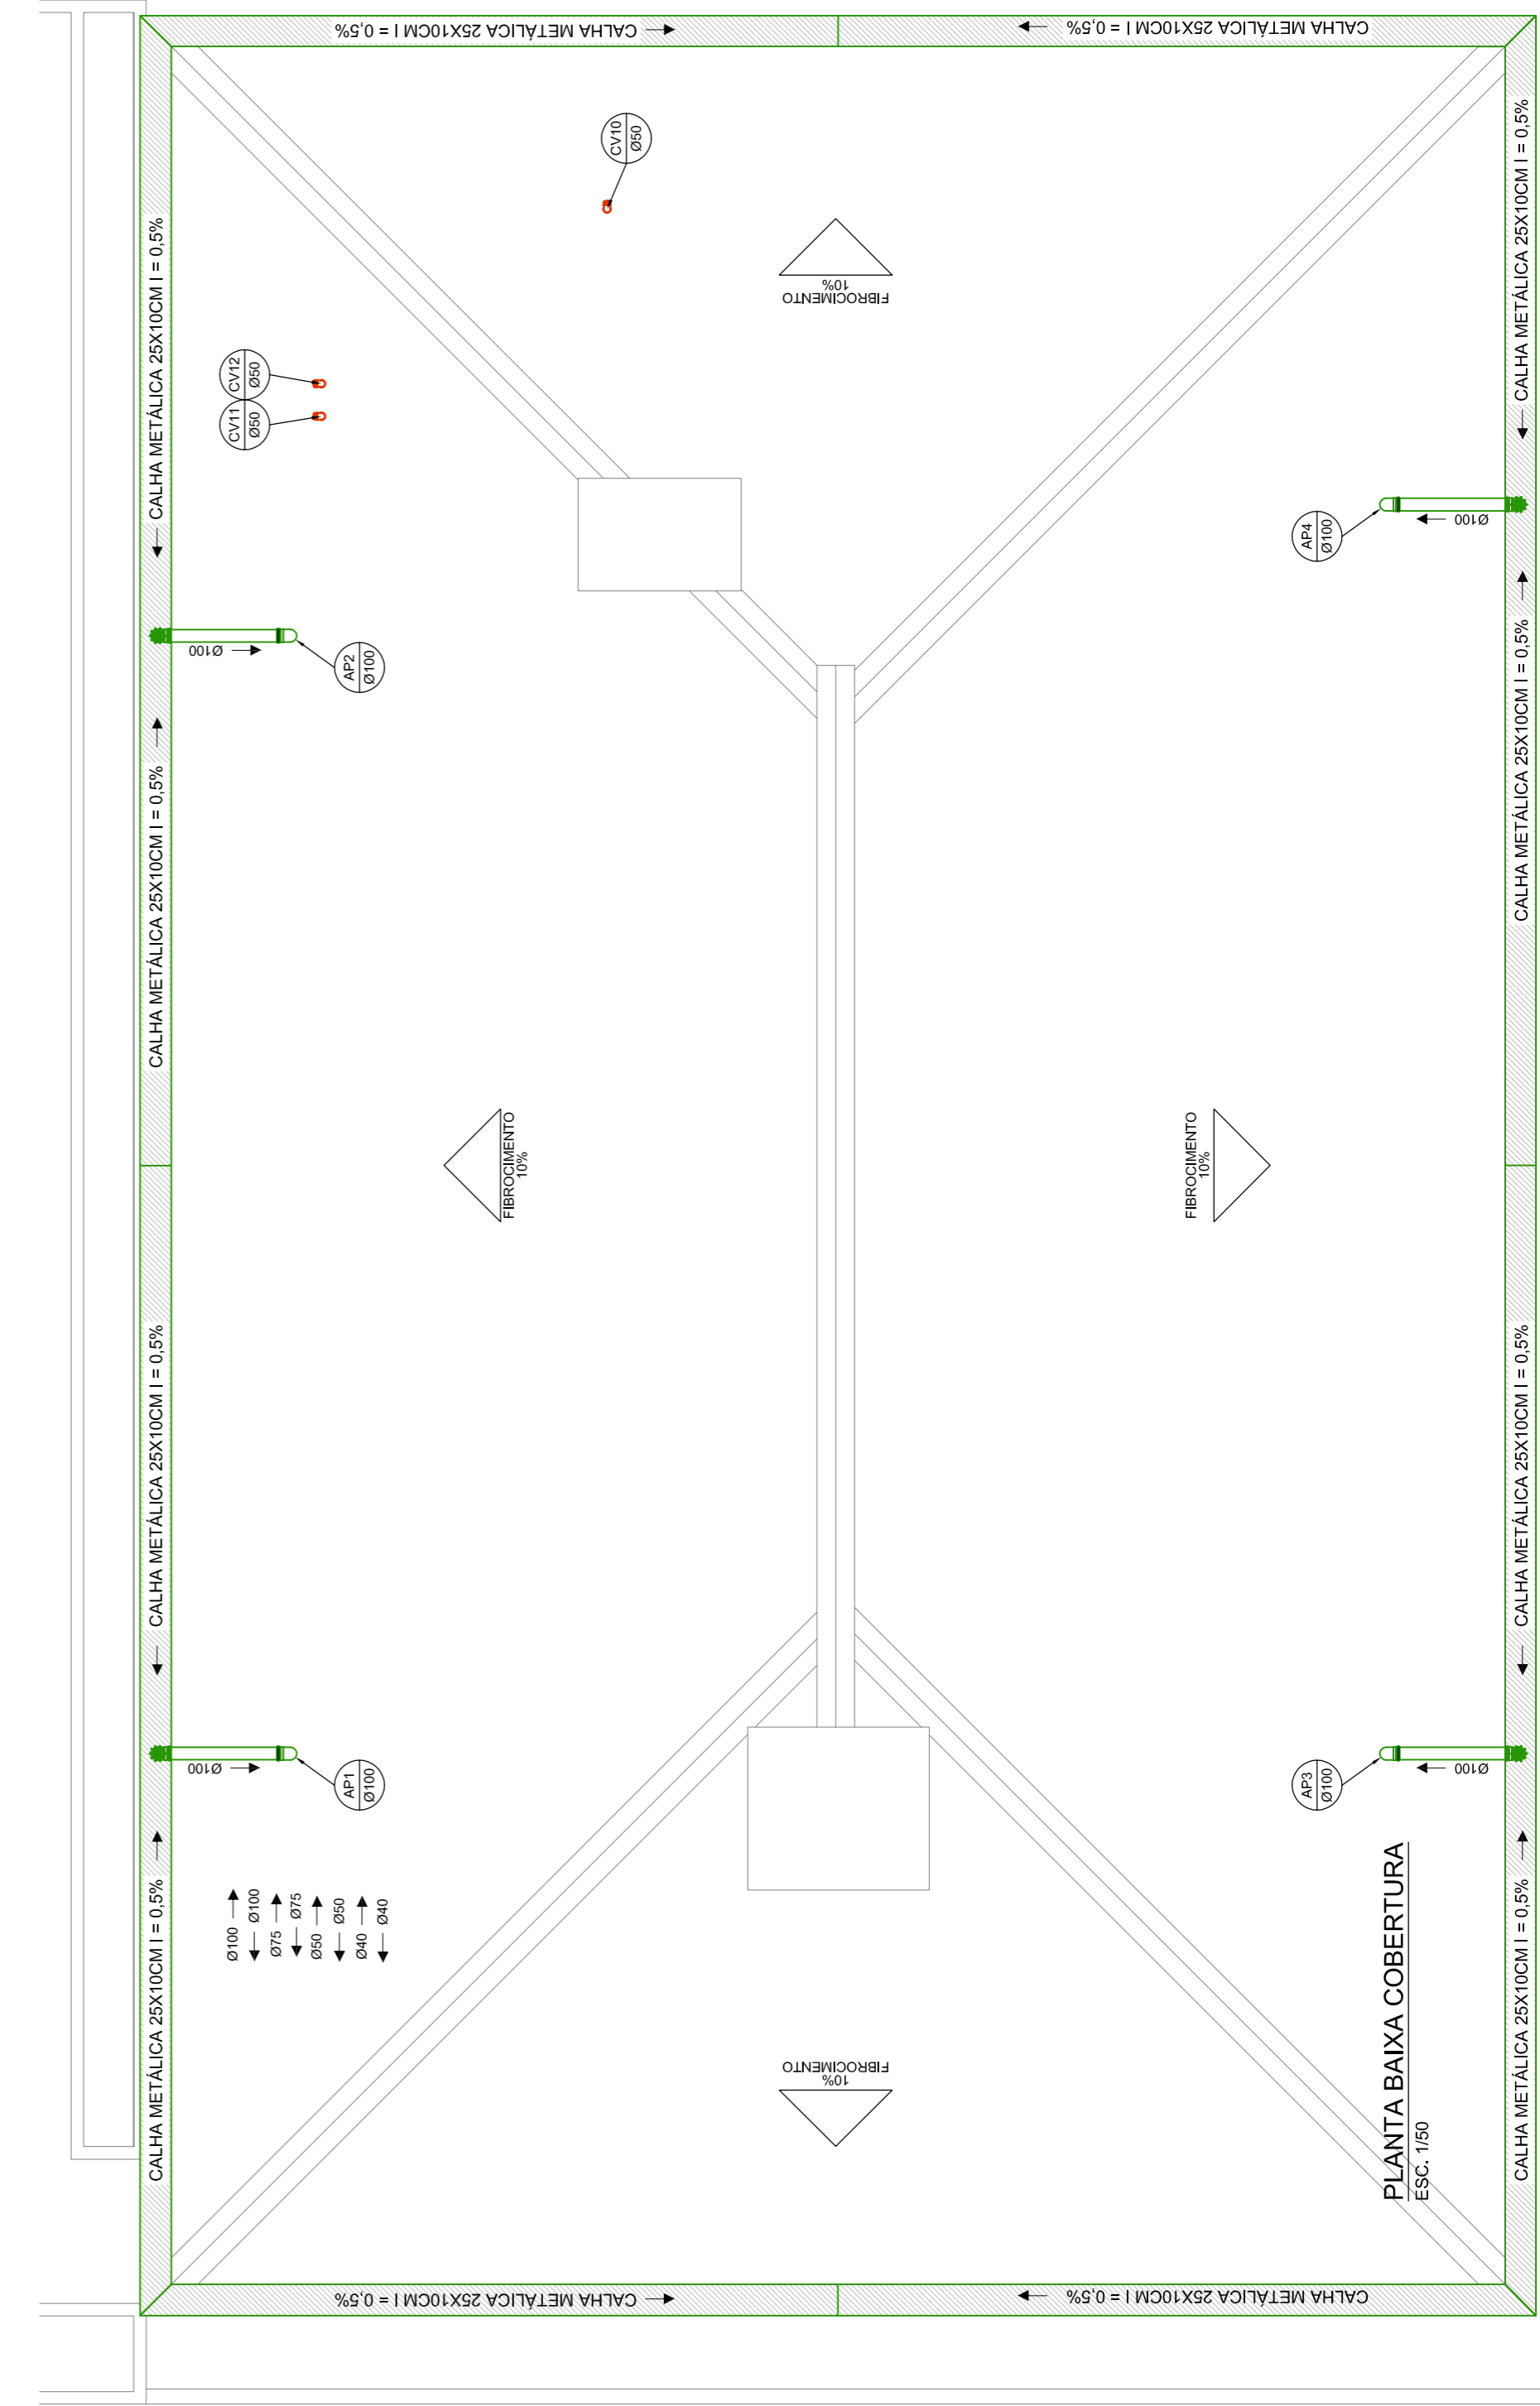 CALHA METÁLICA 25X10CM I = 0,5%
CALHA METÁLICA 25X10CM I = 0,5%
CALHA METÁLICA 25X10CM I = 0,5%
CALHA METÁLICA 25X10CM I = 0,5%
CV10
Ø50
CV12
Ø50
CV11
Ø50
FIBROCIMENTO
10%
Ø100
AP2
Ø100
AP4
Ø100
Ø100
CALHA METÁLICA 25X10CM I = 0,5%
CALHA METÁLICA 25X10CM I = 0,5%
FIBROCIMENTO
10%
FIBROCIMENTO
10%
CALHA METÁLICA 25X10CM I = 0,5%
CALHA METÁLICA 25X10CM I = 0,5%
Ø100
AP1
Ø100
AP3
Ø100
Ø100
Ø100
Ø100
Ø75
Ø75
Ø50
Ø50
Ø40
Ø40
CALHA METÁLICA 25X10CM I = 0,5%
CALHA METÁLICA 25X10CM I = 0,5%
FIBROCIMENTO
10%
PLANTA BAIXA COBERTURA
ESC. 1/50
CALHA METÁLICA 25X10CM I = 0,5%
CALHA METÁLICA 25X10CM I = 0,5%